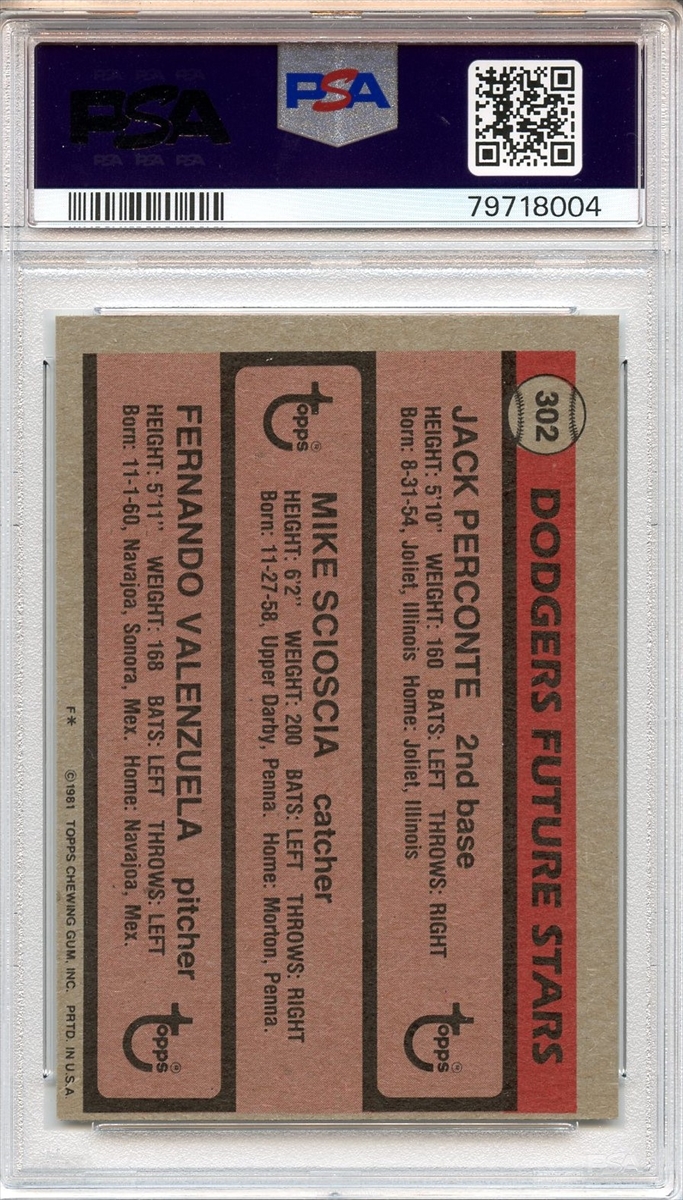 PSA
PSA
PSA PSA PSA
79718004
302
DODGERS FUTURE STARS
JACK PERCONTE 2nd base
HEIGHT: 5'10" WEIGHT: 160 BATS: LEFT THROWS: RIGHT
Born: 8-31-54, Joliet, Illinois Home: Joliet, Illinois
Topps®
Topps®
MIKE SCIOSCIA catcher
HEIGHT: 6'2" WEIGHT: 200 BATS: LEFT THROWS: RIGHT
Born: 11-27-58, Upper Darby, Penna. Home: Morton, Penna.
FERNANDO VALENZUELA pitcher
HEIGHT: 5'11" WEIGHT: 168 BATS: LEFT THROWS: LEFT
Born: 11-1-60, Navajoa, Sonora, Mex. Home: Navajoa, Mex.
Topps®
F* ©1981 TOPPS CHEWING GUM, INC. PRTD. IN U.S.A.